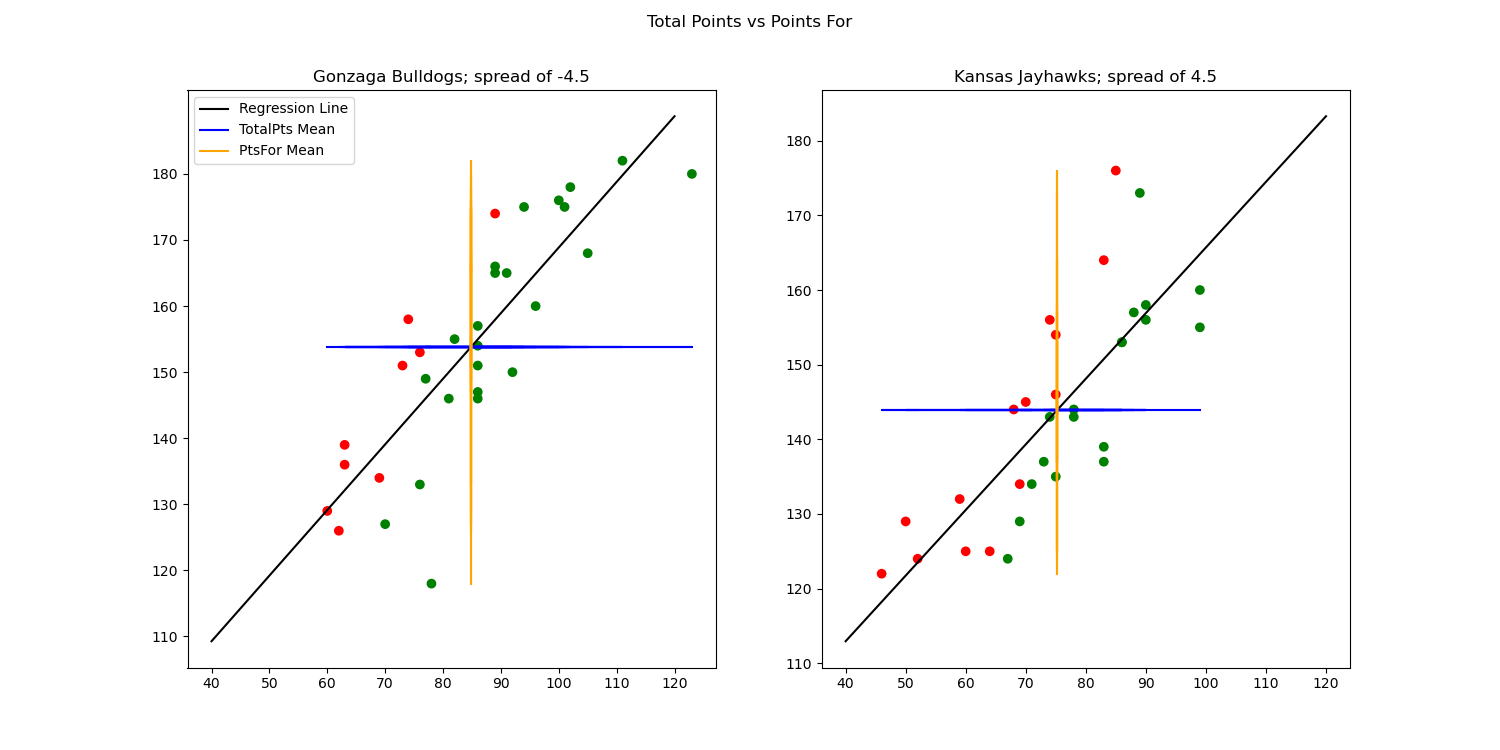 Total Points vs Points For
Gonzaga Bulldogs; spread of -4.5
Regression Line
TotalPts Mean
PtsFor Mean
180
170
160
150
140
130
120
110
40 50 60 70 80 90 100 110 120
Kansas Jayhawks; spread of 4.5
180
170
160
150
140
130
120
110
40 50 60 70 80 90 100 110 120